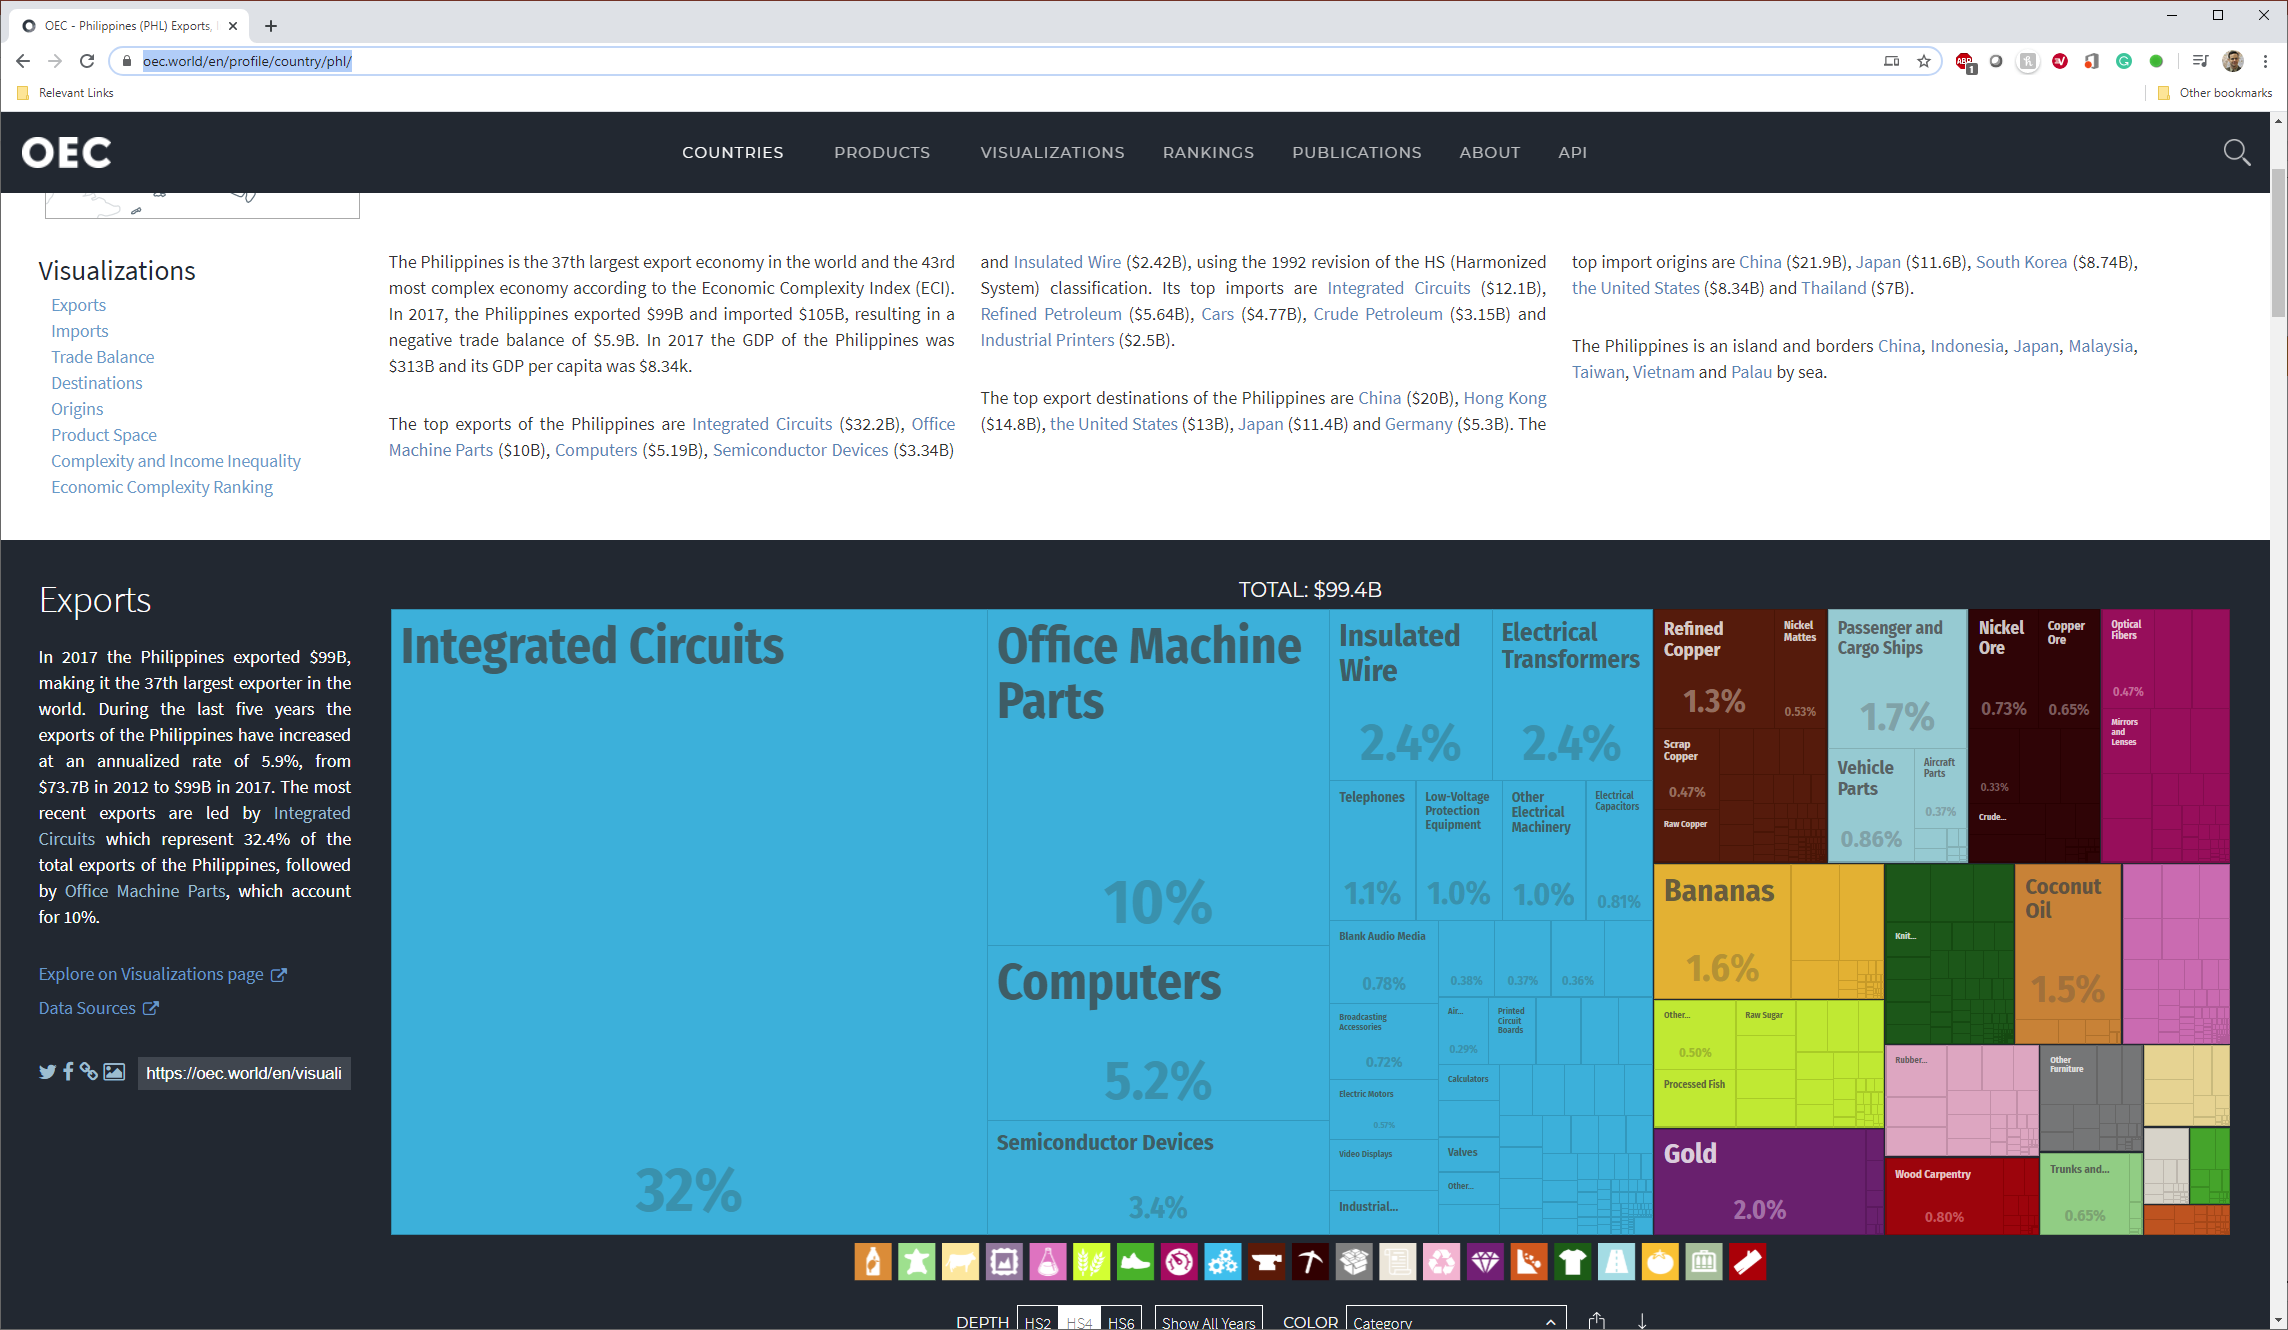 OEC - Philippines (PHL) Exports,
oec.world/en/profile/country/phl/
ABP
1
Relevant Links
Other bookmarks
OEC
COUNTRIES
PRODUCTS
VISUALIZATIONS
RANKINGS
PUBLICATIONS
ABOUT
API
Visualizations
Exports
Imports
Trade Balance
Destinations
Origins
Product Space
Complexity and Income Inequality
Economic Complexity Ranking
The Philippines is the 37th largest export economy in the world and the 43rd
most complex economy according to the Economic Complexity Index (ECI).
In 2017, the Philippines exported $99B and imported $105B, resulting in a
negative trade balance of $5.9B. In 2017 the GDP of the Philippines was
$313B and its GDP per capita was $8.34k.
The top exports of the Philippines are Integrated Circuits ($32.2B), Office
Machine Parts ($10B), Computers ($5.19B), Semiconductor Devices ($3.34B)
and Insulated Wire ($2.42B), using the 1992 revision of the HS (Harmonized
System) classification. Its top imports are Integrated Circuits ($12.1B),
Refined Petroleum ($5.64B), Cars ($4.77B), Crude Petroleum ($3.15B) and
Industrial Printers ($2.5B).
The top export destinations of the Philippines are China ($20B), Hong Kong
($14.8B), the United States ($13B), Japan ($11.4B) and Germany ($5.3B). The
top import origins are China ($21.9B), Japan ($11.6B), South Korea ($8.74B),
the United States ($8.34B) and Thailand ($7B).
The Philippines is an island and borders China, Indonesia, Japan, Malaysia,
Taiwan, Vietnam and Palau by sea.
Exports
In 2017 the Philippines exported $99B,
making it the 37th largest exporter in the
world. During the last five years the
exports of the Philippines have increased
at an annualized rate of 5.9%, from
$73.7B in 2012 to $99B in 2017. The most
recent exports are led by Integrated
Circuits which represent 32.4% of the
total exports of the Philippines, followed
by Office Machine Parts, which account
for 10%.
Explore on Visualizations page
Data Sources
https://oec.world/en/visuali
TOTAL: $99.4B
Integrated Circuits
32%
Office Machine
Parts
10%
Computers
5.2%
Semiconductor Devices
3.4%
Insulated
Wire
2.4%
Electrical
Transformers
2.4%
Telephones
1.1%
Low-Voltage
Protection
Equipment
1.0%
Other
Electrical
Machinery
1.0%
Electrical
Capacitors
0.81%
Blank Audio Media
0.78%
0.38%
0.37%
0.36%
Broadcasting
Accessories
0.72%
Air...
0.29%
Printed
Circuit
Boards
Electric Motors
0.57%
Calculators
Video Displays
Valves
Industrial...
Other...
Refined
Copper
1.3%
Nickel
Mattes
0.53%
Scrap
Copper
0.47%
Raw Copper
Passenger and
Cargo Ships
1.7%
Vehicle
Parts
0.86%
Aircraft
Parts
0.37%
Nickel
Ore
0.73%
Copper
Ore
0.65%
0.33%
Crude...
Optical
Fibers
0.47%
Mirrors
and
Lenses
Bananas
1.6%
Knit...
Coconut
Oil
1.5%
Other...
0.50%
Raw Sugar
Processed Fish
Rubber...
Other
Furniture
Gold
2.0%
Wood Carpentry
0.80%
Trunks and...
0.65%
DEPTH
HS2
HS4
HS6
Show All Years
COLOR
Category